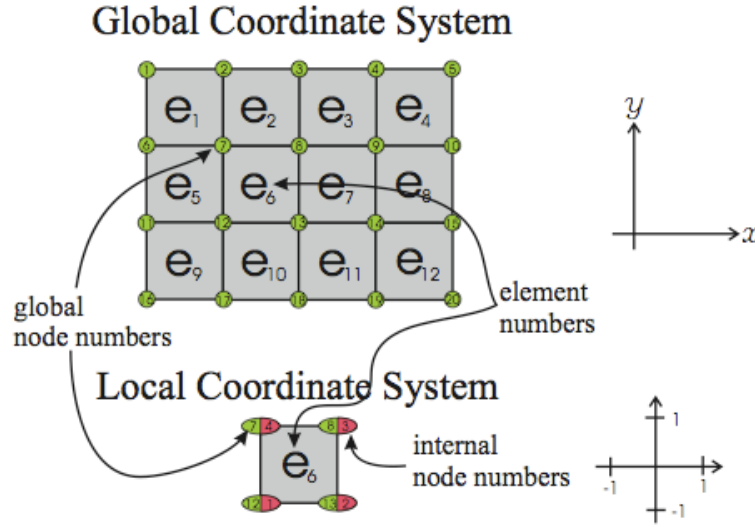 Global Coordinate System
1 2 3 4 5
e1 e2 e3 e4
6 7 8 9 10
e5 e6 e7 e8
11 12 13 14 15
e9 e10 e11 e12
16 17 18 19 20
y
x
global
node numbers
element
numbers
Local Coordinate System
7 4 8 3
e6
12 1 13 2
internal
node numbers
1
-1 1
-1